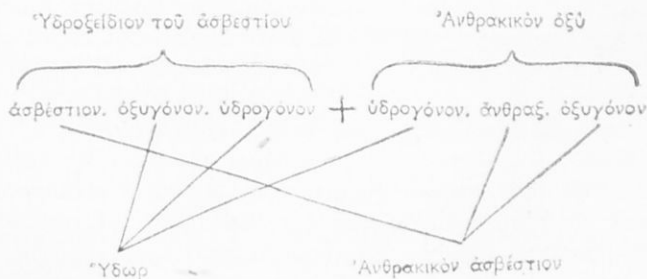 Ὑδροξείδιον τοῦ ἀσβεστίου Ἀνθρακικὸν ὀξὺ
ἀσβέστιον, ὀξυγόνον, ὑδρογόνον + ὑδρογόνον, ἄνθραξ, ὀξυγόνον
Ὕδωρ Ἀνθρακικὸν ἀσβέστιον